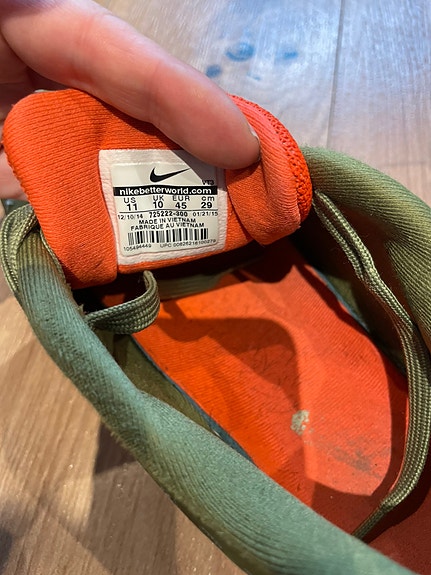 nikebetterworld.com
US UK EUR cm
11 10 45 29
12/10/14 725222-300 01/21/15
MADE IN VIETNAM
FABRIQUE AU VIETNAM